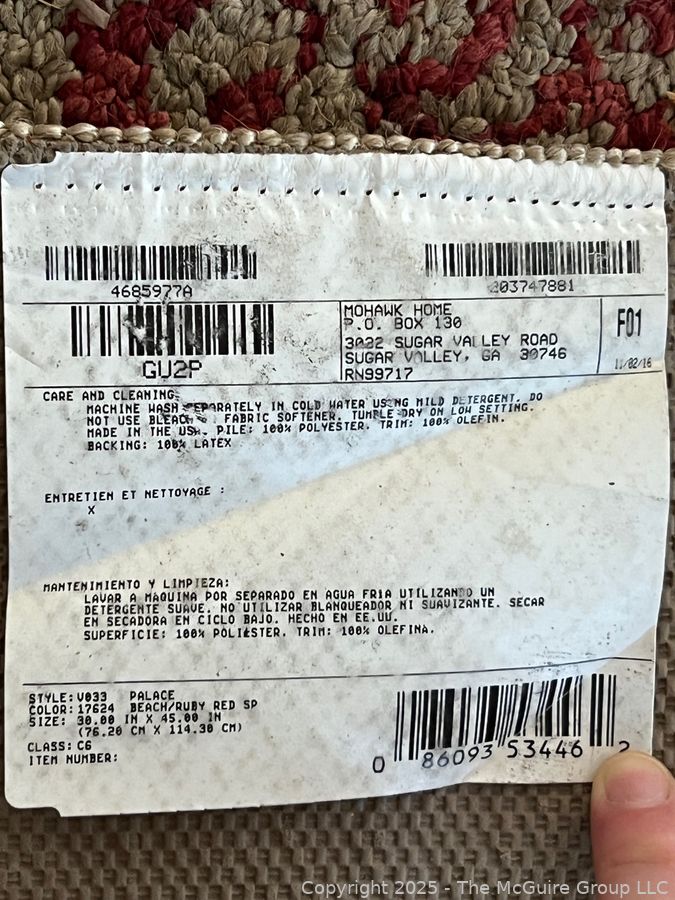 4685977A
03747881
GU2P
MOHAWK HOME
P.O. BOX 130
3022 SUGAR VALLEY ROAD
SUGAR VALLEY, GA 30746
RN99717
F01
11/02/16
CARE AND CLEANING:
MACHINE WASH SEPARATELY IN COLD WATER USING MILD DETERGENT. DO
NOT USE BLEACH FABRIC SOFTENER. TUMBLE DRY ON LOW SETTING.
MADE IN THE USA. PILE: 100% POLYESTER. TRIM: 100% OLEFIN.
BACKING: 100% LATEX
ENTRETIEN ET NETTOYAGE :
X
MANTENIMIENTO Y LIMPIEZA:
LAVAR A MAQUINA POR SEPARADO EN AGUA FRIA UTILIZANDO UN
DETERGENTE SUAVE. NO UTILIZAR BLANQUEADOR NI SUAVIZANTE. SECAR
EN SECADORA EN CICLO BAJO. HECHO EN EE.UU.
SUPERFICIE: 100% POLIESTER. TRIM: 100% OLEFINA.
STYLE: V033 PALACE
COLOR: 17624 BEACH/RUBY RED SP
SIZE: 30.00 IN X 45.00 IN
(76.20 CM X 114.30 CM)
CLASS: C6
ITEM NUMBER:
0 86093 53446 2
Copyright 2025 - The McGuire Group LLC